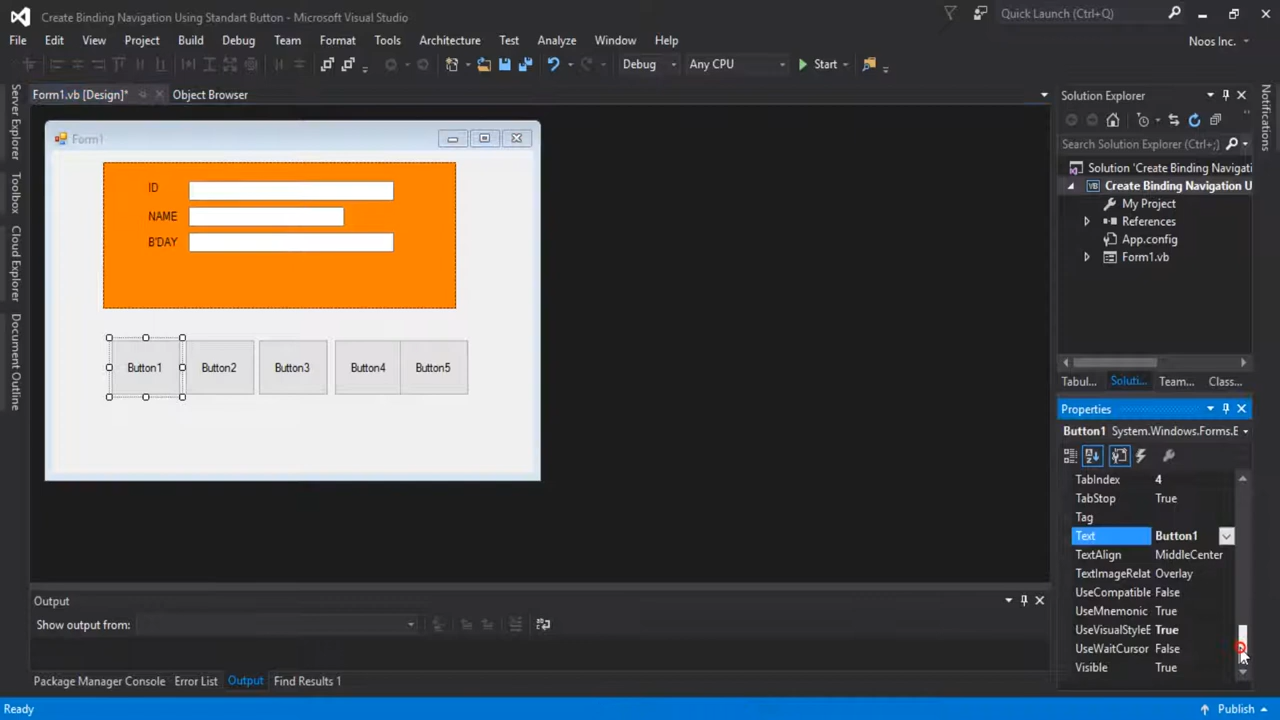 Create Binding Navigation Using Standart Button - Microsoft Visual Studio
Quick Launch (Ctrl+Q)
File Edit View Project Build Debug Team Format Tools Architecture Test Analyze Window Help
Noos Inc.
Debug Any CPU Start
Form1.vb [Design]* Object Browser
Server Explorer
Toolbox
Cloud Explorer
Document Outline
Form1
ID
NAME
B'DAY
Button1 Button2 Button3 Button4 Button5
Solution Explorer
Search Solution Explorer (Ctrl+;)
Solution 'Create Binding Navigati
Create Binding Navigation U
My Project
References
App.config
Form1.vb
Tabul... Soluti... Team... Class...
Notifications
Properties
Button1 System.Windows.Forms.E
TabIndex 4
TabStop True
Tag
Text Button1
TextAlign MiddleCenter
TextImageRelat Overlay
UseCompatible False
UseMnemonic True
UseVisualStyleE True
UseWaitCursor False
Visible True
Output
Show output from:
Package Manager Console Error List Output Find Results 1
Ready
Publish